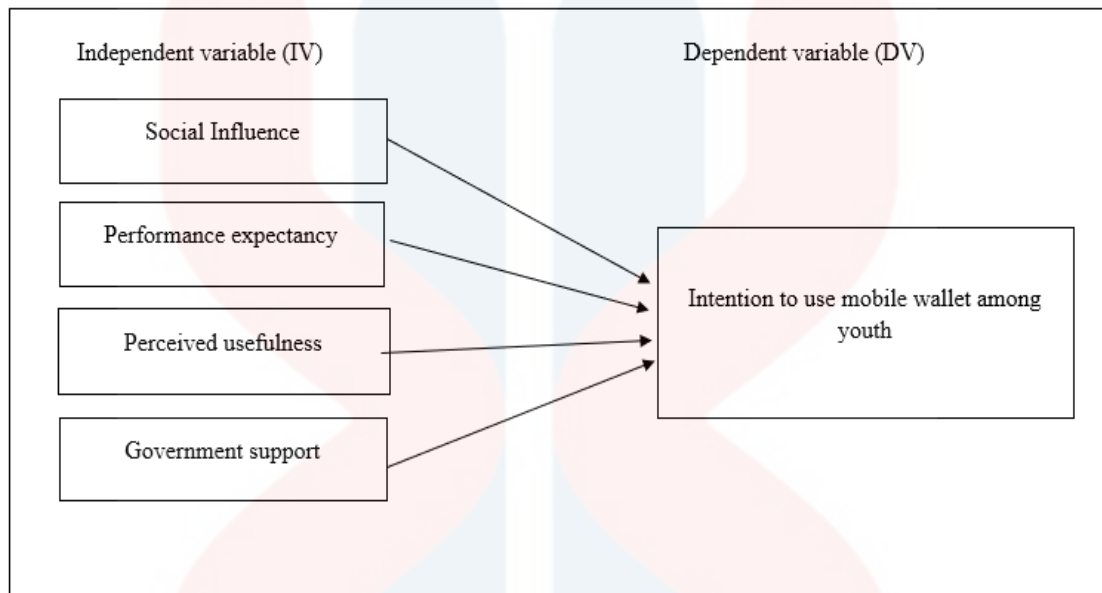 Independent variable (IV)
Dependent variable (DV)
Social Influence
Performance expectancy
Perceived usefulness
Government support
Intention to use mobile wallet among
youth